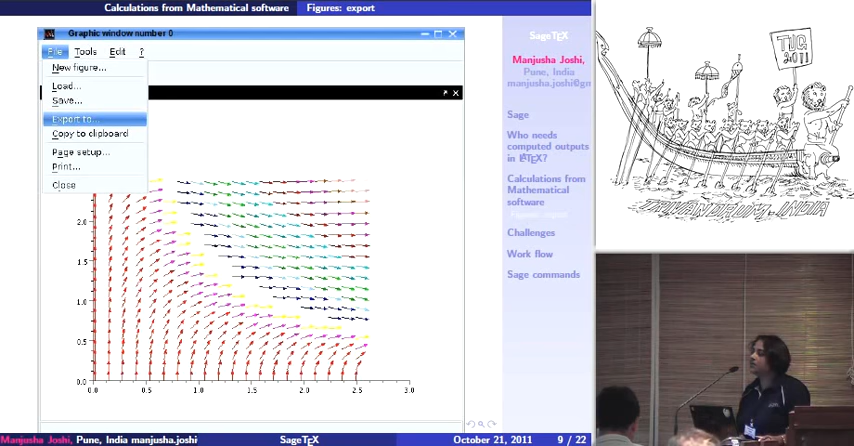 Calculations from Mathematical software
Figures: export
Graphic window number 0
File Tools Edit ?
New figure...
Load...
Save...
Export to...
Copy to clipboard
Page setup...
Print...
Close
2.0
1.5
1.0
0.5
0.0
0.0 0.5 1.0 1.5 2.0 2.5 3.0
SageTEX
Manjusha Joshi,
Pune, India
manjusha.joshi@gm
Sage
Who needs
computed outputs
in LATEX?
Calculations from
Mathematical
software
Figures: export
Challenges
Work flow
Sage commands
Manjusha Joshi, Pune, India manjusha.joshi
SageTEX
October 21, 2011
9 / 22
TUG
2011
TRIVANDRUM, INDIA